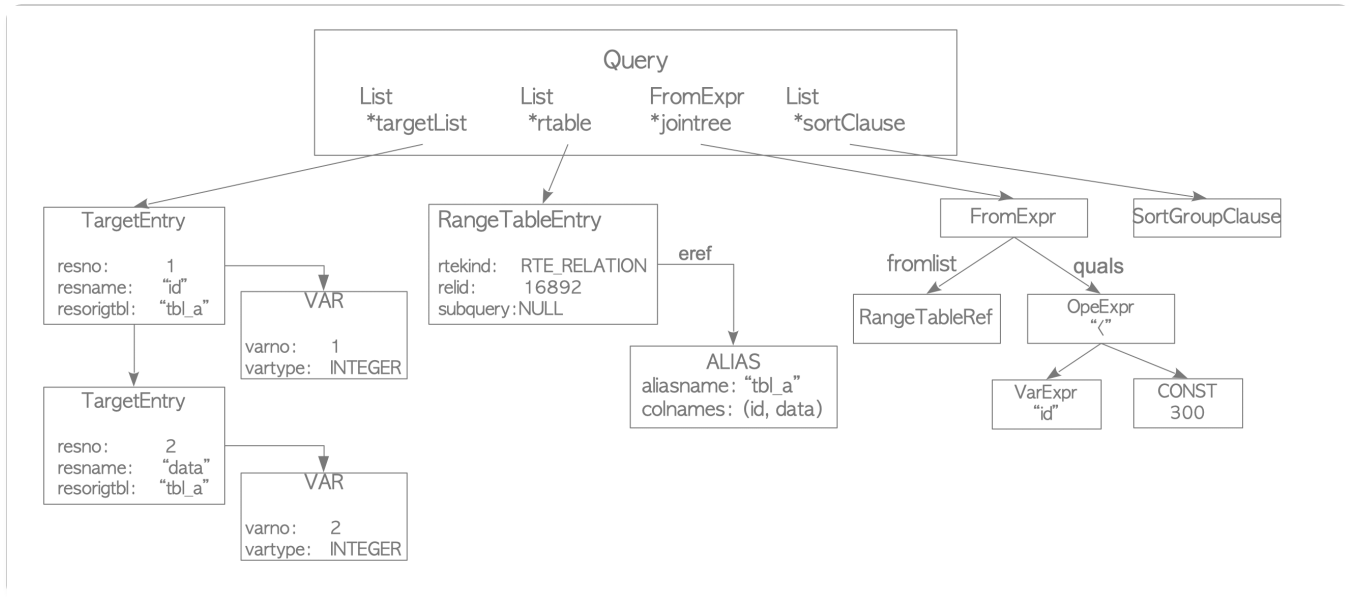 Query
List
*targetList
List
*rtable
FromExpr
*jointree
List
*sortClause
TargetEntry
resno: 1
resname: “id”
resorigtbl: “tbl_a”
VAR
varno: 1
vartype: INTEGER
TargetEntry
resno: 2
resname: “data”
resorigtbl: “tbl_a”
VAR
varno: 2
vartype: INTEGER
RangeTableEntry
rtekind: RTE_RELATION
relid: 16892
subquery:NULL
eref
ALIAS
aliasname: “tbl_a”
colnames: (id, data)
FromExpr
fromlist
quals
RangeTableRef
OpeExpr
“<”
VarExpr
“id”
CONST
300
SortGroupClause